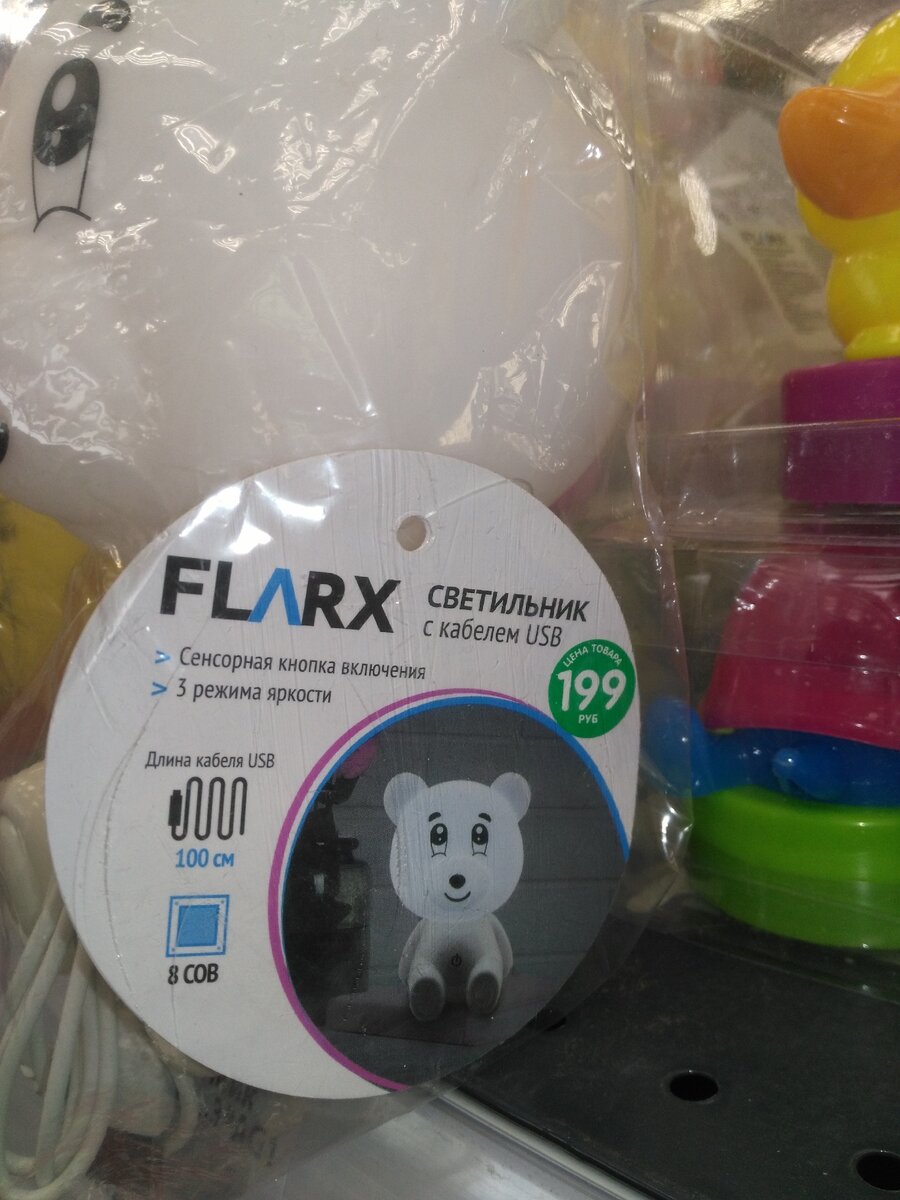 FLARX
СВЕТИЛЬНИК
с кабелем USB
> Сенсорная кнопка включения
> 3 режима яркости
ЦЕНА ТОВАРА
199
РУБ
Длина кабеля USB
100 см
8 COB